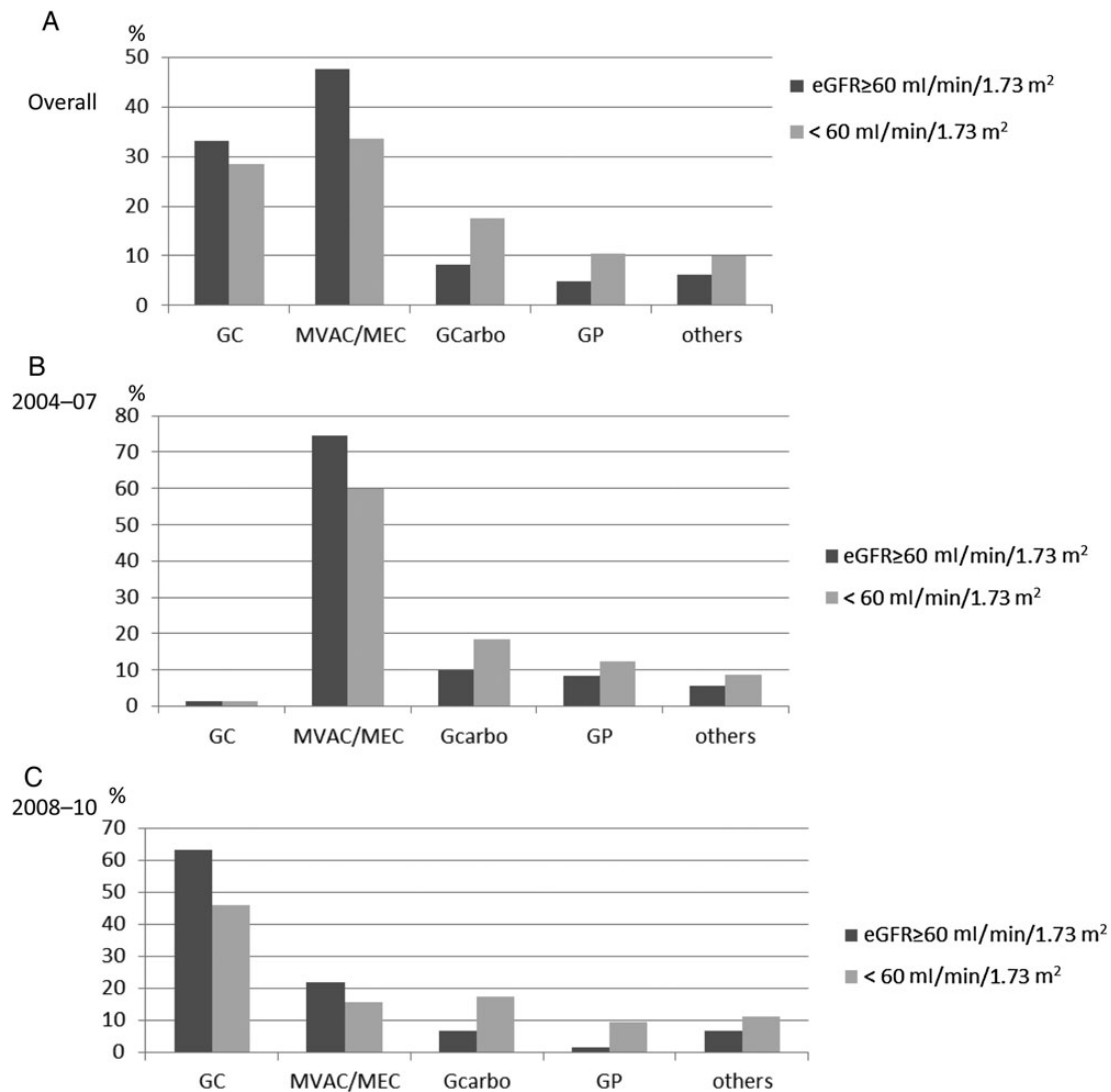 A
%
Overall
50
40
30
20
10
0
GC MVAC/MEC GCarbo GP others
eGFR≥60 ml/min/1.73 m²
< 60 ml/min/1.73 m²
B
2004–07
%
80
70
60
50
40
30
20
10
0
GC MVAC/MEC Gcarbo GP others
eGFR≥60 ml/min/1.73 m²
< 60 ml/min/1.73 m²
C
2008–10
%
70
60
50
40
30
20
10
0
GC MVAC/MEC Gcarbo GP others
eGFR≥60 ml/min/1.73 m²
< 60 ml/min/1.73 m²